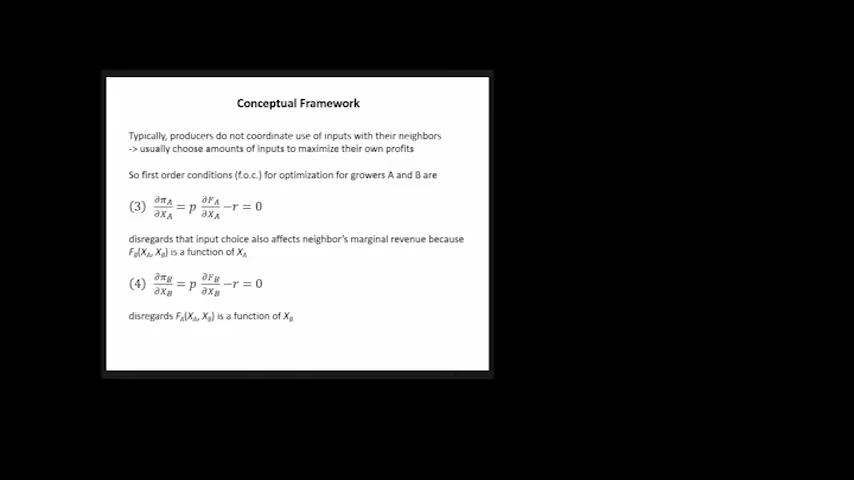 Conceptual Framework
Typically, producers do not coordinate use of inputs with their neighbors
-> usually choose amounts of inputs to maximize their own profits
So first order conditions (f.o.c.) for optimization for growers A and B are
(3) ∂π_A/∂X_A = p ∂F_A/∂X_A −r = 0
disregards that input choice also affects neighbor's marginal revenue because
F_B(X_A, X_B) is a function of X_A
(4) ∂π_B/∂X_B = p ∂F_B/∂X_B −r = 0
disregards F_A(X_A, X_B) is a function of X_B